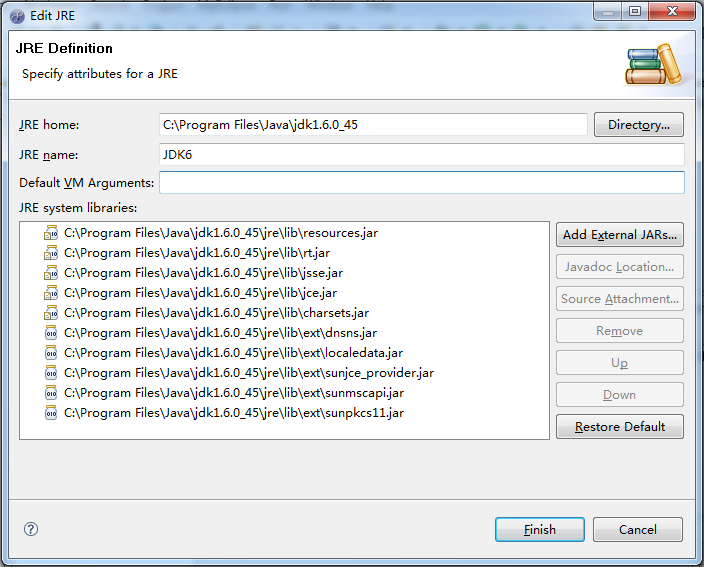 Edit JRE
JRE Definition
Specify attributes for a JRE
JRE home: C:\Program Files\Java\jdk1.6.0_45 Directory...
JRE name: JDK6
Default VM Arguments:
JRE system libraries:
C:\Program Files\Java\jdk1.6.0_45\jre\lib\resources.jar
C:\Program Files\Java\jdk1.6.0_45\jre\lib\rt.jar
C:\Program Files\Java\jdk1.6.0_45\jre\lib\jsse.jar
C:\Program Files\Java\jdk1.6.0_45\jre\lib\jce.jar
C:\Program Files\Java\jdk1.6.0_45\jre\lib\charsets.jar
C:\Program Files\Java\jdk1.6.0_45\jre\lib\ext\dnsns.jar
C:\Program Files\Java\jdk1.6.0_45\jre\lib\ext\localedata.jar
C:\Program Files\Java\jdk1.6.0_45\jre\lib\ext\sunjce_provider.jar
C:\Program Files\Java\jdk1.6.0_45\jre\lib\ext\sunmscapi.jar
C:\Program Files\Java\jdk1.6.0_45\jre\lib\ext\sunpkcs11.jar
Add External JARs...
Javadoc Location...
Source Attachment...
Remove
Up
Down
Restore Default
Finish Cancel